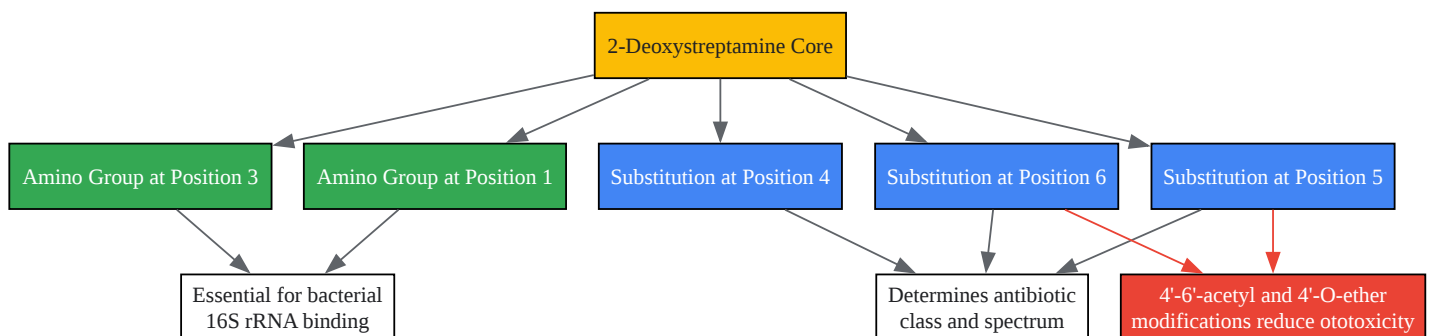 2-Deoxystreptamine Core
Amino Group at Position 3
Amino Group at Position 1
Substitution at Position 4
Substitution at Position 6
Substitution at Position 5
Essential for bacterial
16S rRNA binding
Determines antibiotic
class and spectrum
4'-6'-acetyl and 4'-O-ether
modifications reduce ototoxicity